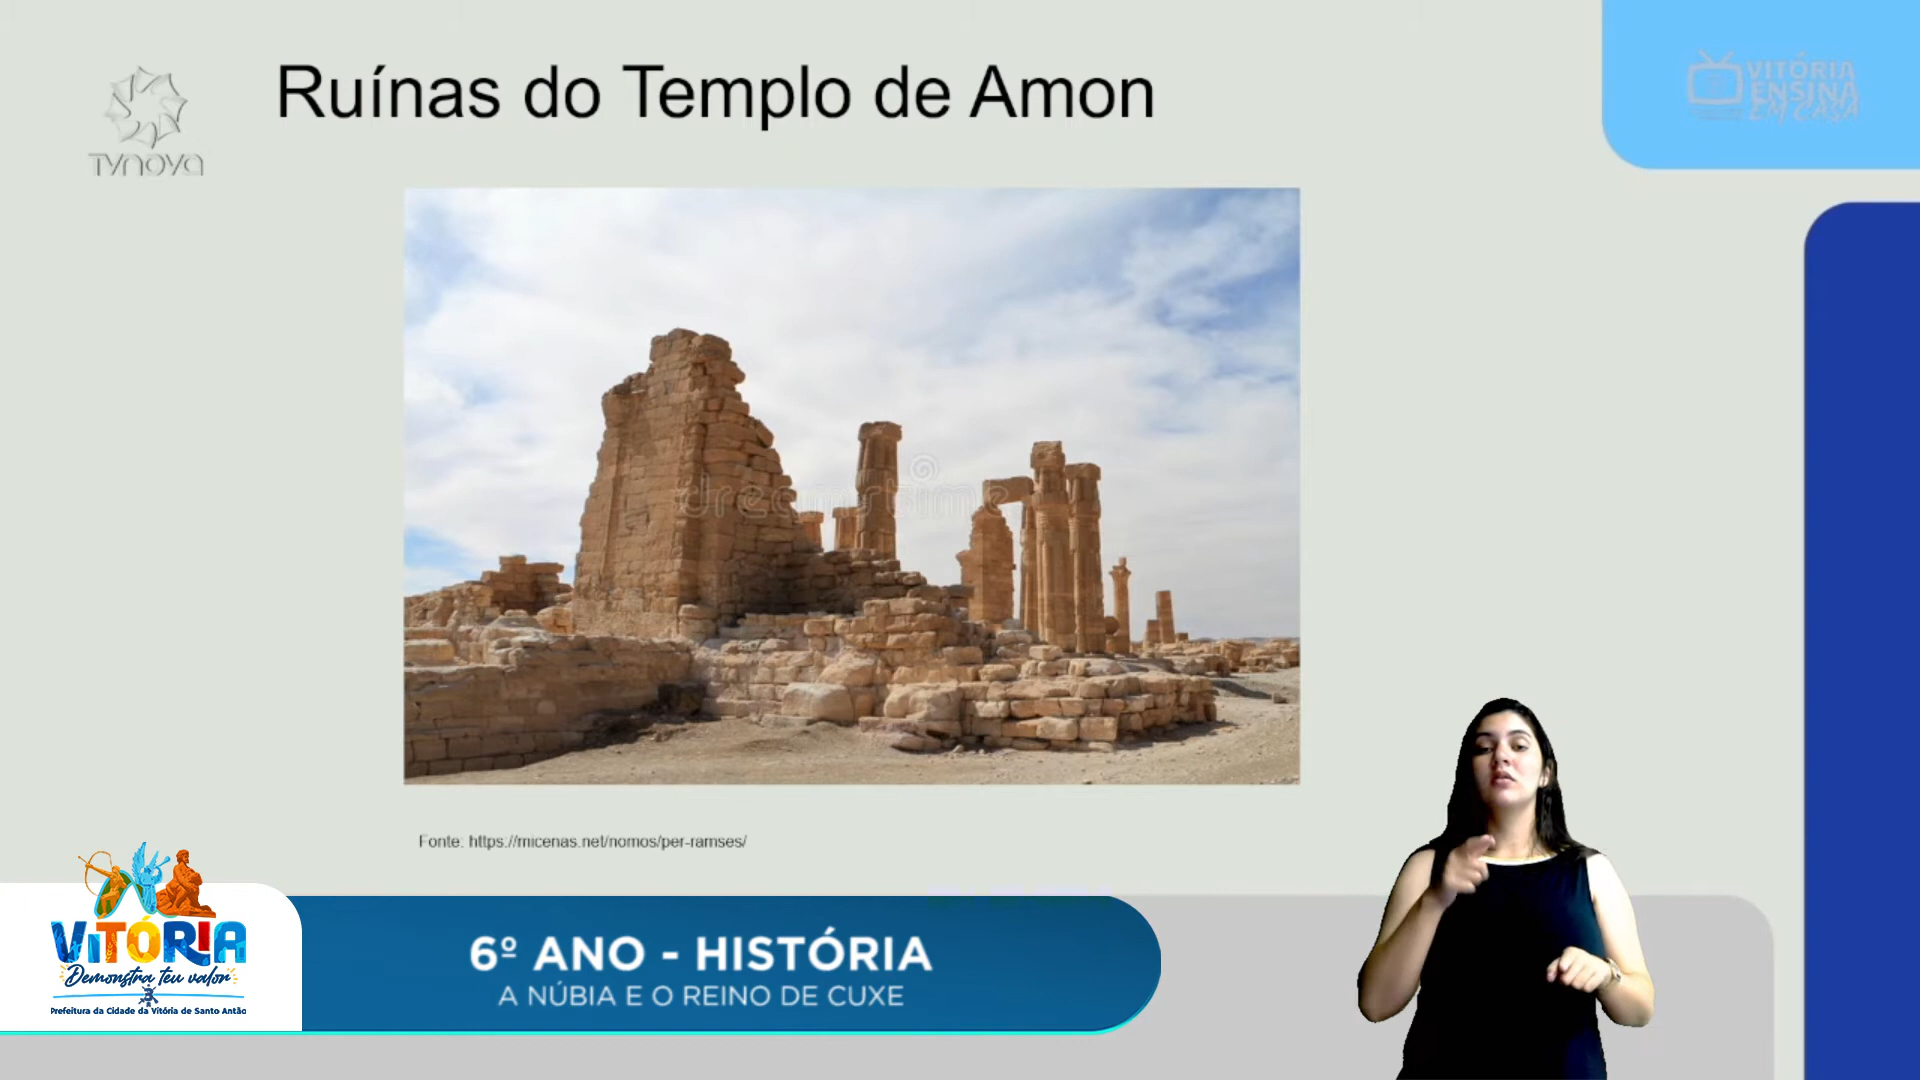 Ruínas do Templo de Amon
TVNOVA
VITÓRIA
ENSINA
EM CASA
dreamstime
Fonte: https://micenas.net/nomos/per-ramses/
VITÓRIA
Demonstra teu valor
Prefeitura da Cidade da Vitória de Santo Antão
6º ANO - HISTÓRIA
A NÚBIA E O REINO DE CUXE